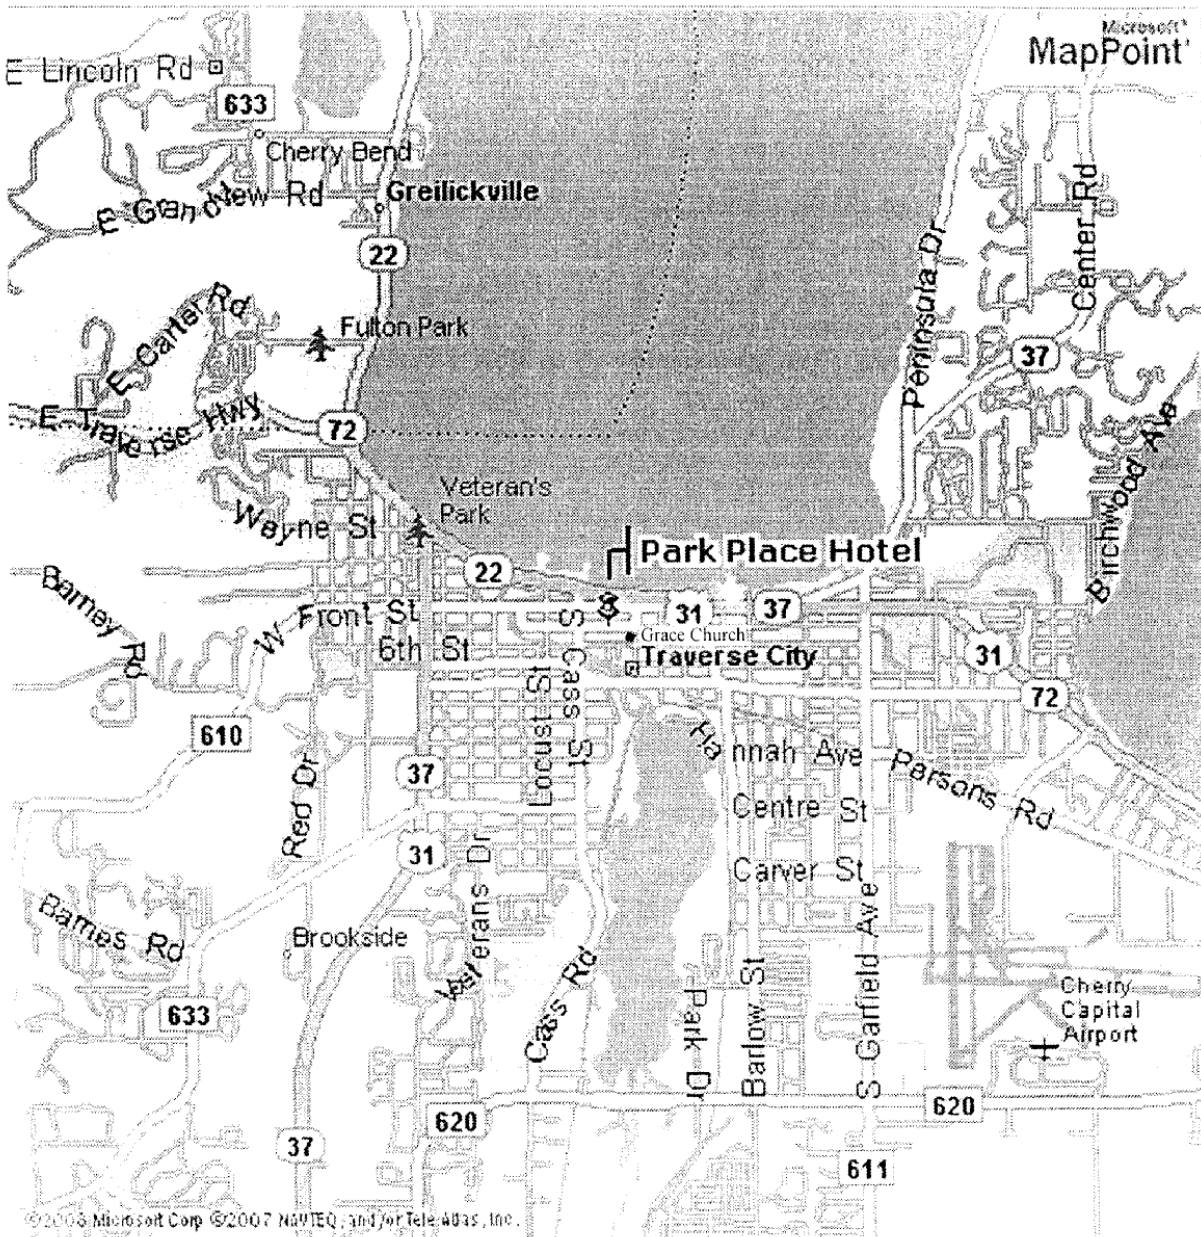 Microsoft®
MapPoint®
E Lincoln Rd
633
Cherry Bend
E Grandview Rd
Greilickville
22
Peninsula Dr
Center Rd
E Carter Rd
Fulton Park
37
E Traverse Hwy
72
Birchwood Ave
Veteran's
Park
Wayne St
Park Place Hotel
22
Barney Rd
W Front St
31
37
Grace Church
6th St
Traverse City
31
S Cass St
Locust St
72
610
Hannah Ave
Parsons Rd
37
Red Dr
Centre St
31
Carver St
Veterans Dr
Barnes Rd
Brookside
Cass Rd
S Garfield Ave
Barlow St
Park Dr
Cherry
Capital
Airport
633
620
620
37
611
©2006 Microsoft Corp ©2007 NAVTEQ, and/or Tele Atlas, Inc.